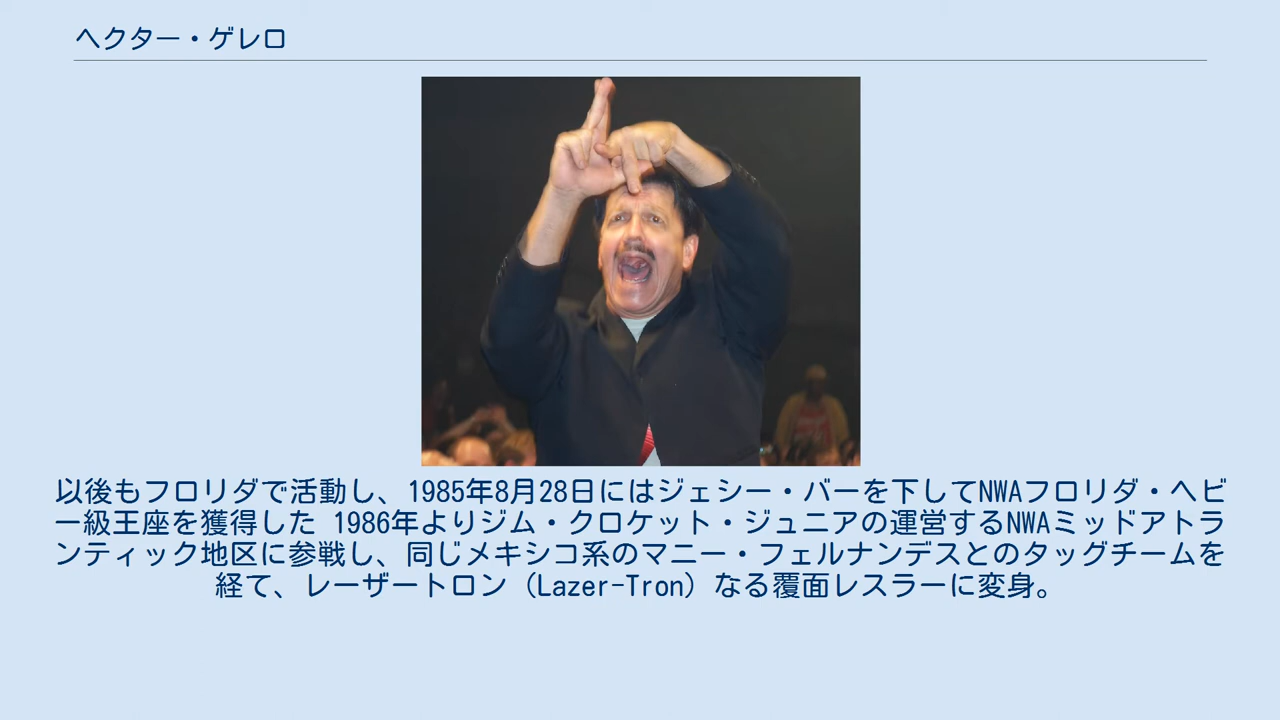 ヘクター・ゲレロ
以後もフロリダで活動し、1985年8月28日にはジェシー・バーを下してNWAフロリダ・ヘビ
ー級王座を獲得した 1986年よりジム・クロケット・ジュニアの運営するNWAミッドアトラ
ンティック地区に参戦し、同じメキシコ系のマニー・フェルナンデスとのタッグチームを
経て、レーザートロン（Lazer-Tron）なる覆面レスラーに変身。